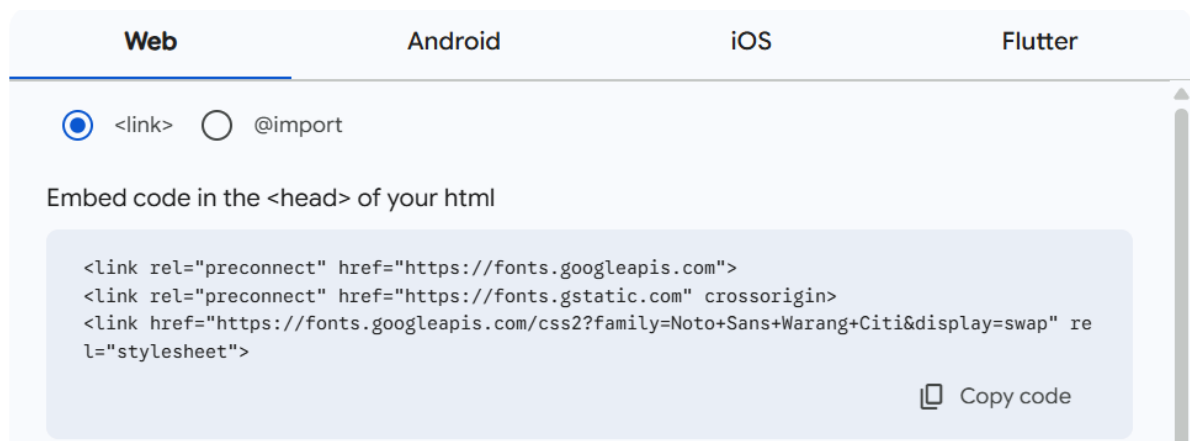 Web Android iOS Flutter
<link> @import
Embed code in the <head> of your html
<link rel="preconnect" href="https://fonts.googleapis.com">
<link rel="preconnect" href="https://fonts.gstatic.com" crossorigin>
<link href="https://fonts.googleapis.com/css2?family=Noto+Sans+Warang+Citi&display=swap" re
l="stylesheet">
Copy code